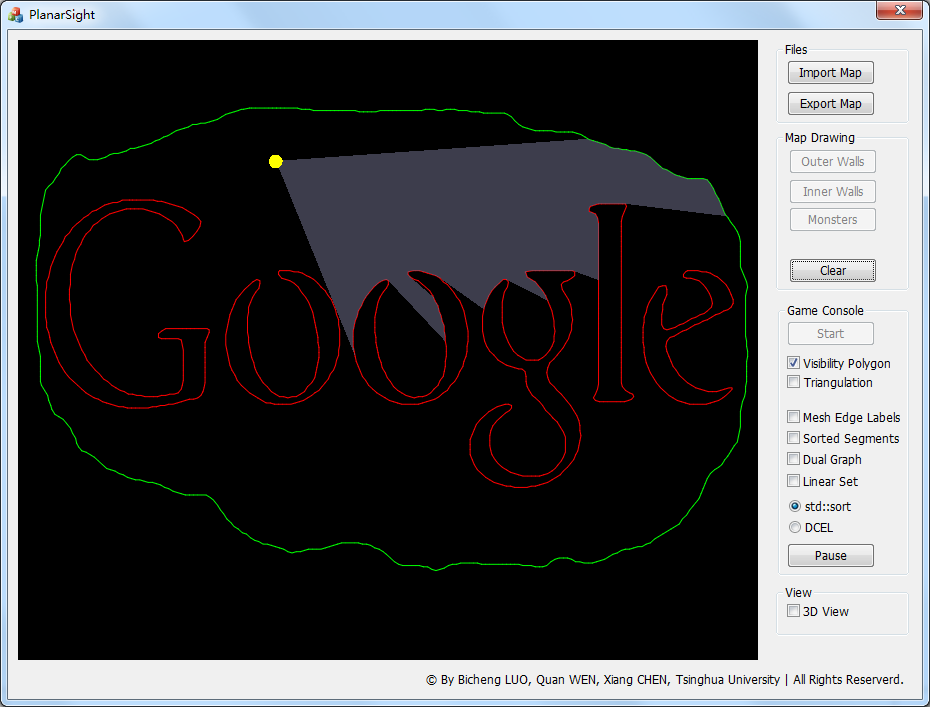 PlanarSight
Google
Files
Import Map
Export Map
Map Drawing
Outer Walls
Inner Walls
Monsters
Clear
Game Console
Start
Visibility Polygon
Triangulation
Mesh Edge Labels
Sorted Segments
Dual Graph
Linear Set
std::sort
DCEL
Pause
View
3D View
© By Bicheng LUO, Quan WEN, Xiang CHEN, Tsinghua University | All Rights Reserverd.